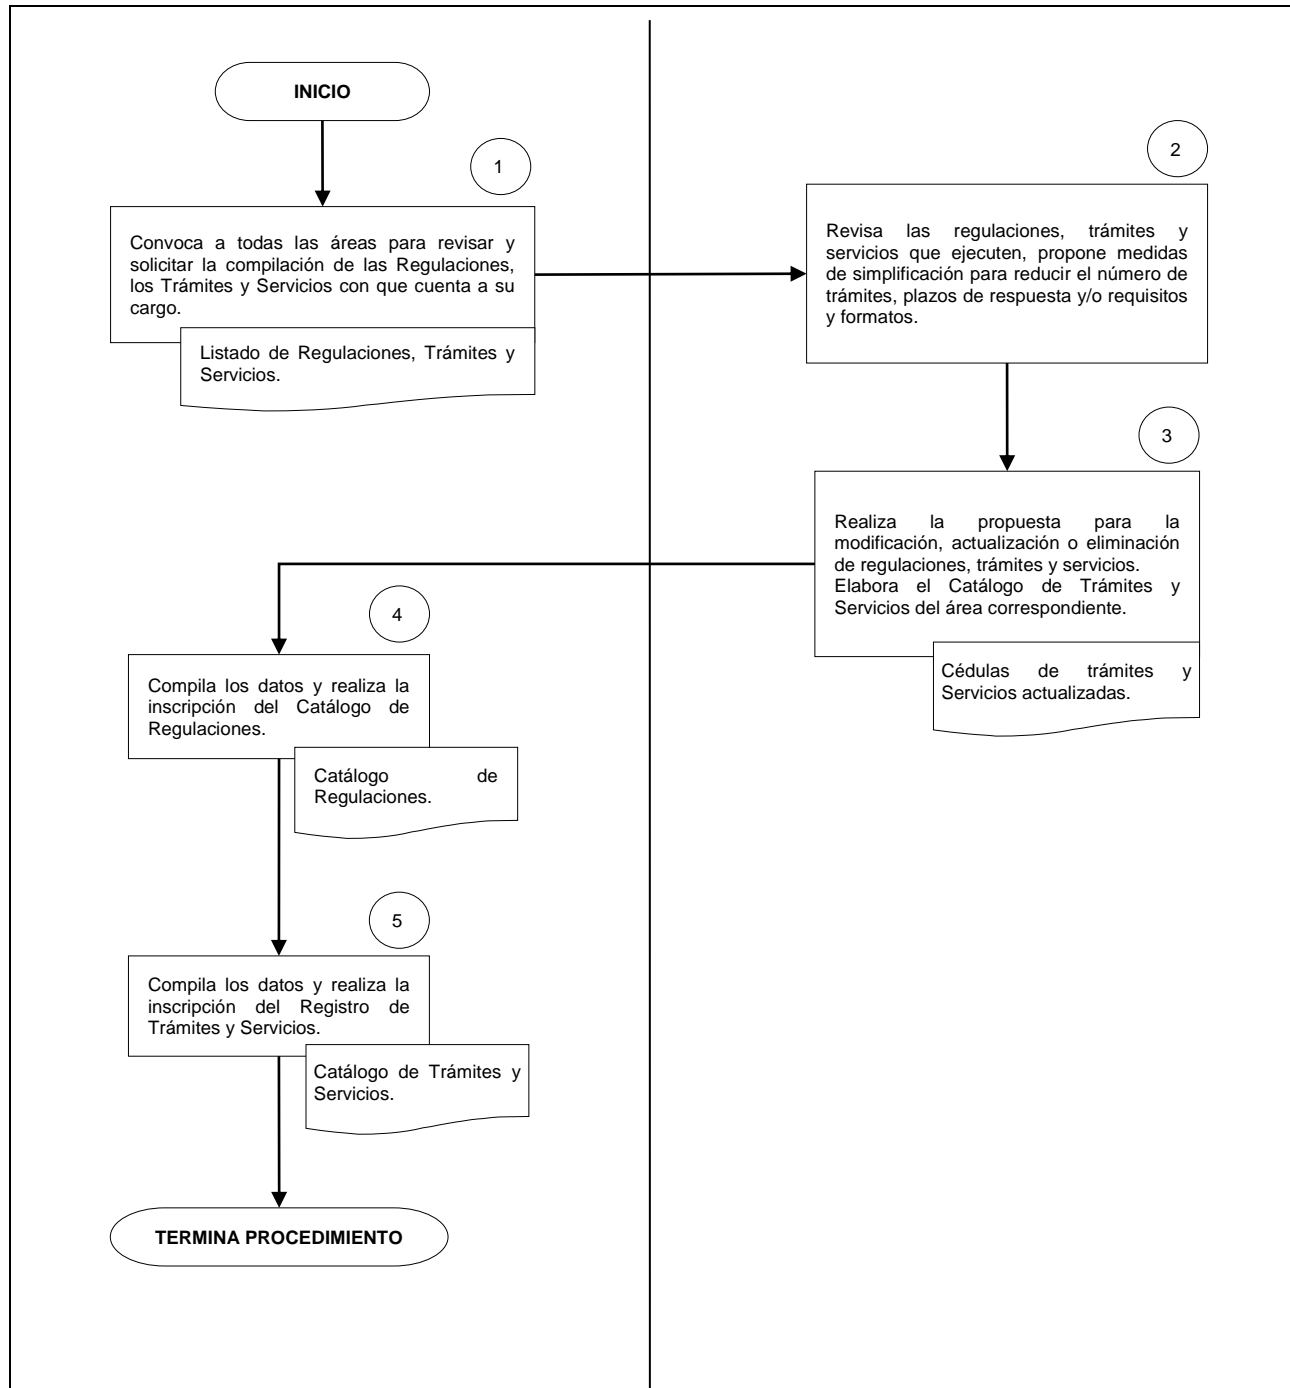 INICIO
1
Convoca a todas las áreas para revisar y
solicitar la compilación de las Regulaciones,
los Trámites y Servicios con que cuenta a su
cargo.
Listado de Regulaciones, Trámites y
Servicios.
2
Revisa las regulaciones, trámites y
servicios que ejecuten, propone medidas
de simplificación para reducir el número de
trámites, plazos de respuesta y/o requisitos
y formatos.
3
Realiza la propuesta para la
modificación, actualización o eliminación
de regulaciones, trámites y servicios.
Elabora el Catálogo de Trámites y
Servicios del área correspondiente.
Cédulas de trámites y
Servicios actualizadas.
4
Compila los datos y realiza la
inscripción del Catálogo de
Regulaciones.
Catálogo de
Regulaciones.
5
Compila los datos y realiza la
inscripción del Registro de
Trámites y Servicios.
Catálogo de Trámites y
Servicios.
TERMINA PROCEDIMIENTO